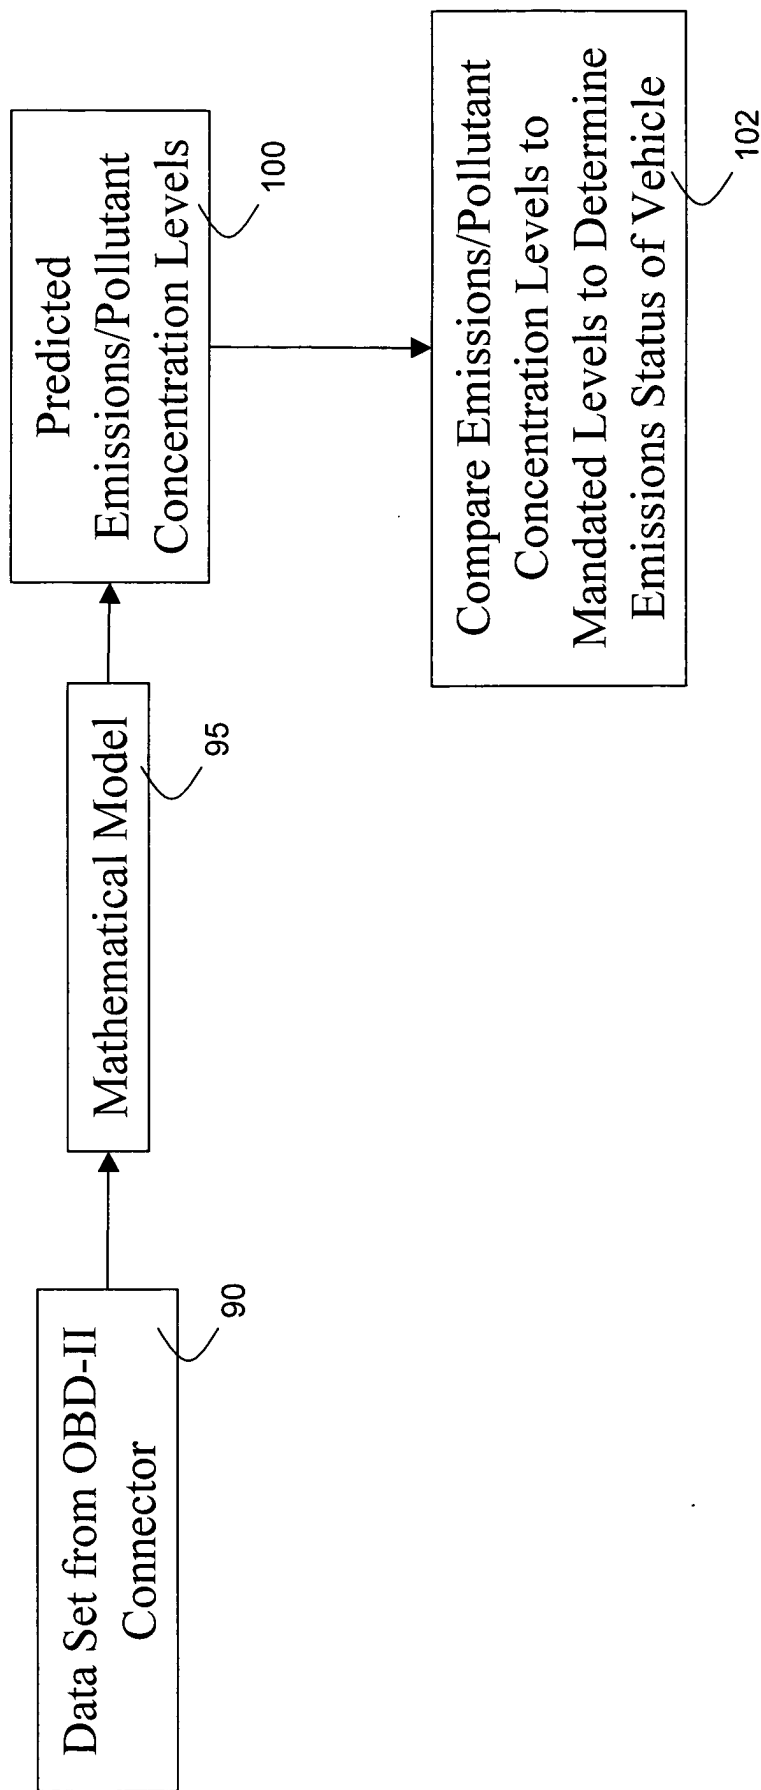 Data Set from OBD-II
Connector
90
Mathematical Model
95
Predicted
Emissions/Pollutant
Concentration Levels
100
Compare Emissions/Pollutant
Concentration Levels to
Mandated Levels to Determine
Emissions Status of Vehicle
102